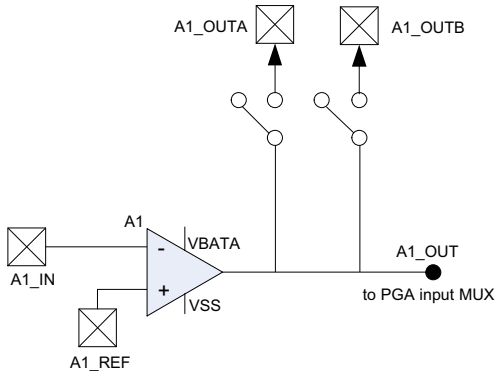 A1_OUTA
A1_OUTB
A1
VBATA
-
A1_IN
+
VSS
A1_REF
A1_OUT
to PGA input MUX